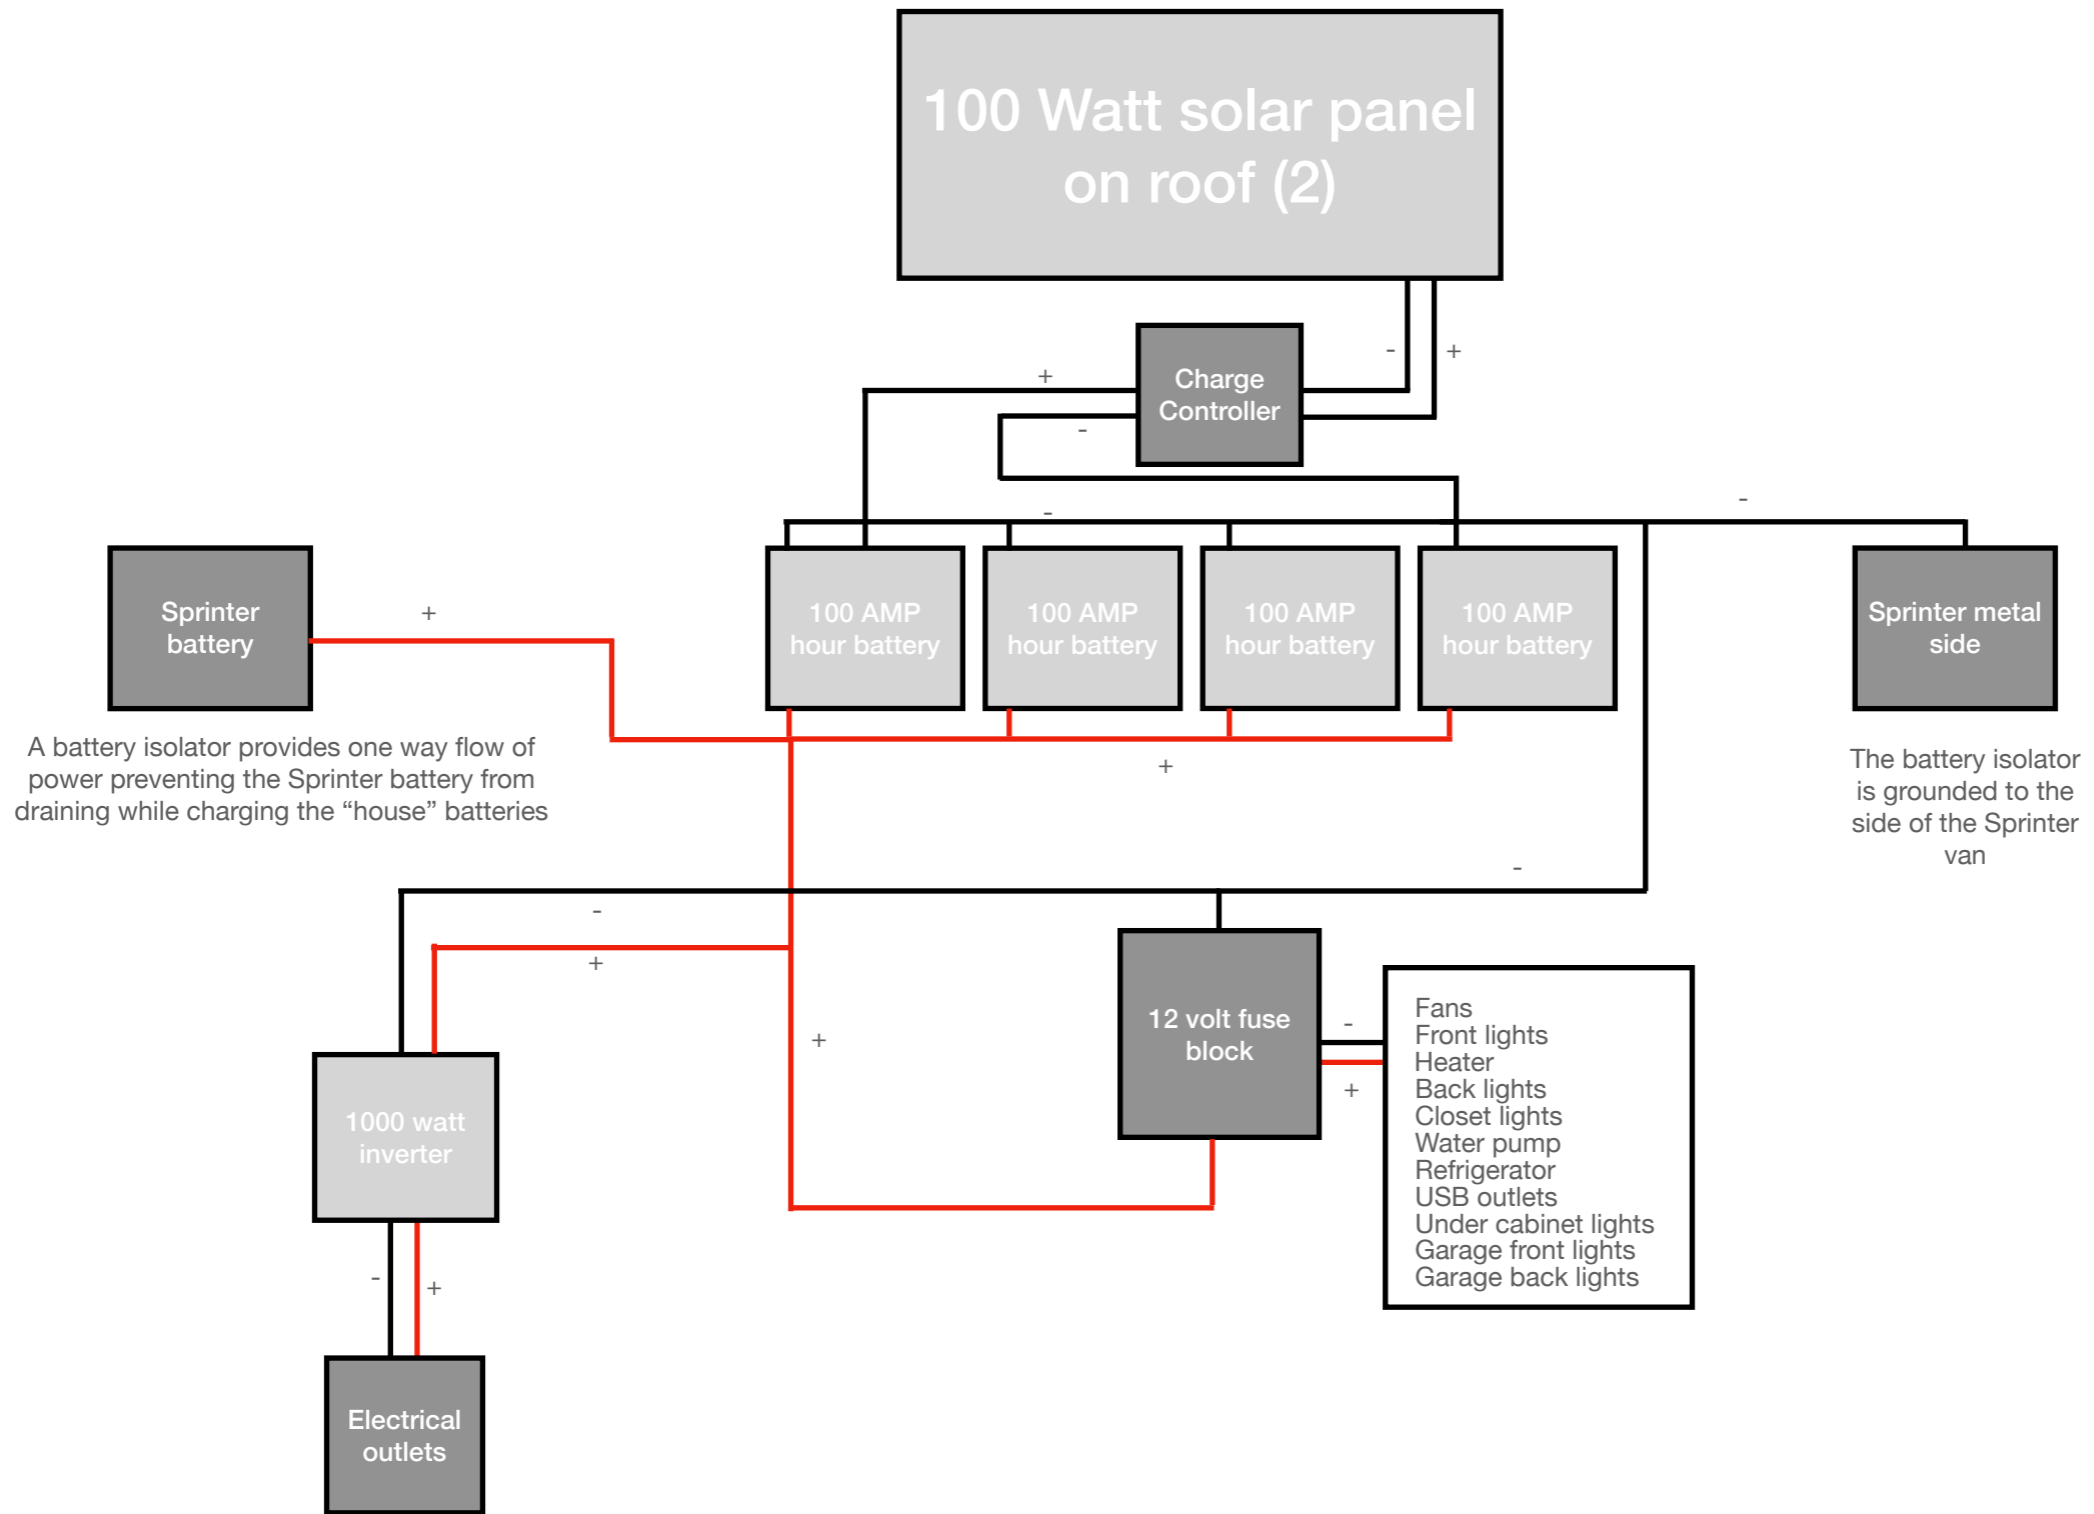 100 Watt solar panel
on roof (2)
-
+
Charge
Controller
+
-
-
-
Sprinter
battery
+
100 AMP
hour battery
100 AMP
hour battery
100 AMP
hour battery
100 AMP
hour battery
Sprinter metal
side
A battery isolator provides one way flow of
power preventing the Sprinter battery from
draining while charging the “house” batteries
+
The battery isolator
is grounded to the
side of the Sprinter
van
-
-
+
+
12 volt fuse
block
-
+
Fans
Front lights
Heater
Back lights
Closet lights
Water pump
Refrigerator
USB outlets
Under cabinet lights
Garage front lights
Garage back lights
1000 watt
inverter
-
+
Electrical
outlets